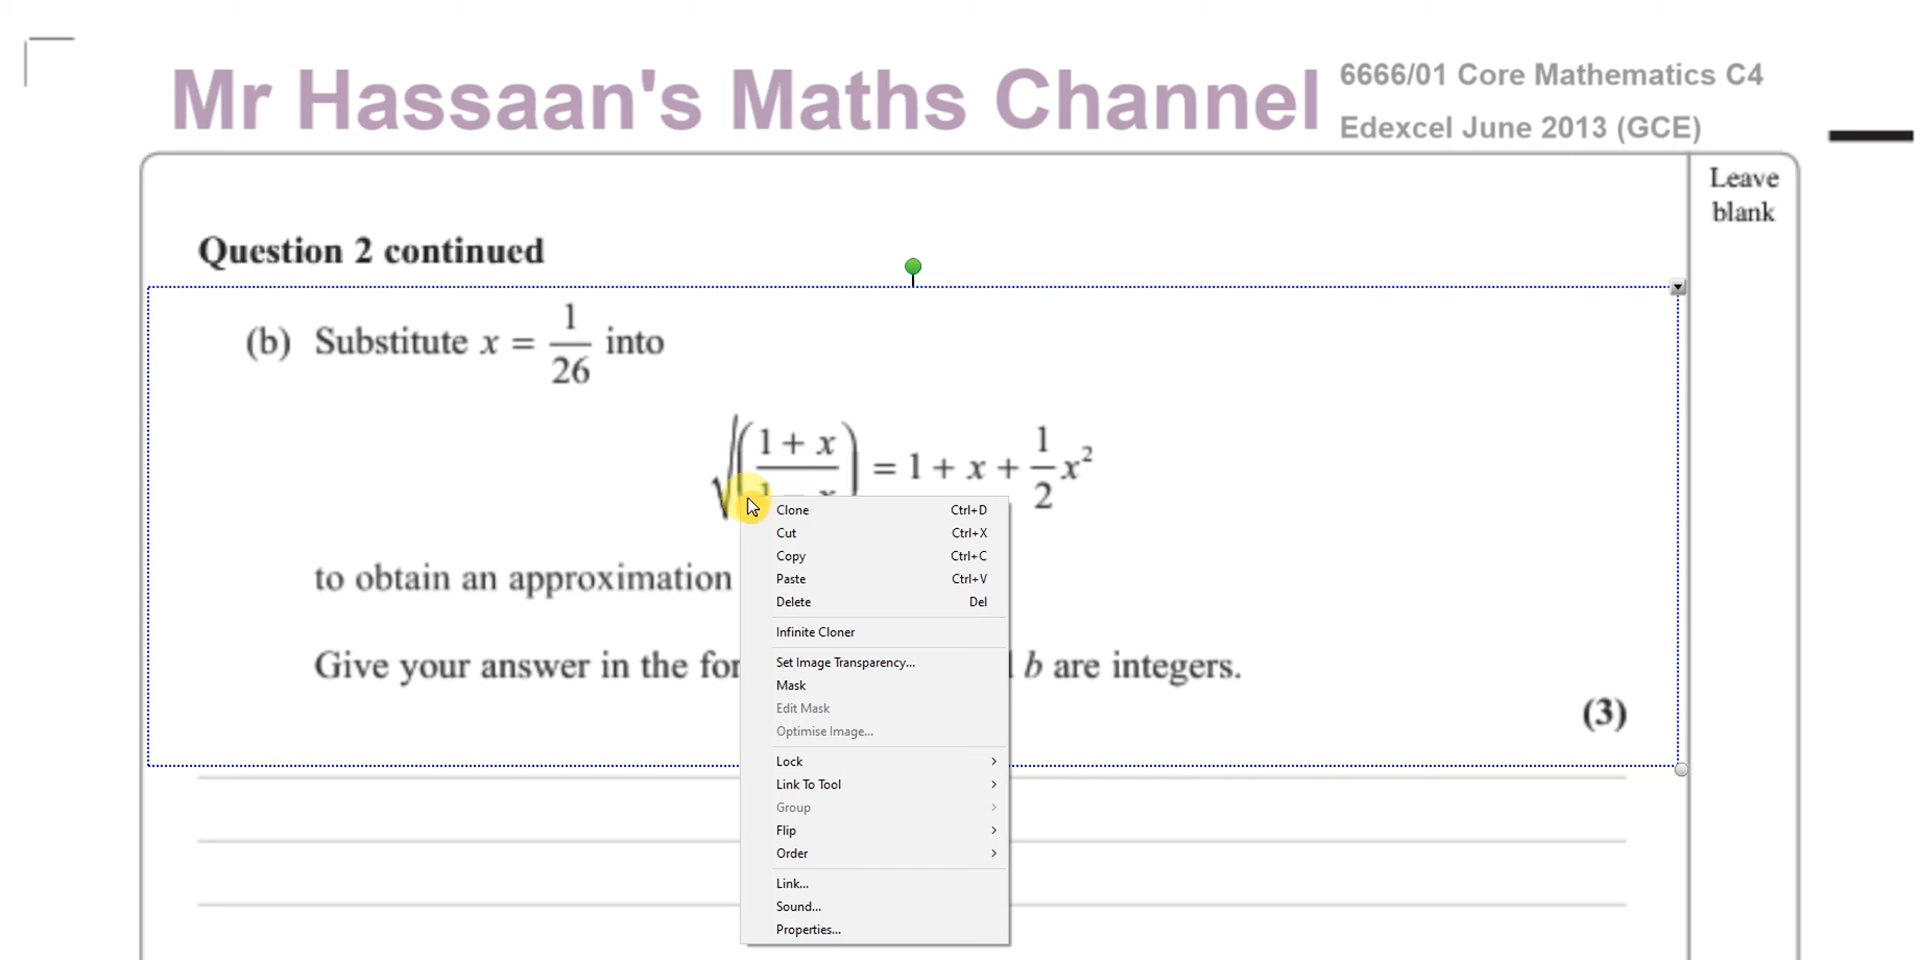 Mr Hassaan's Maths Channel
6666/01 Core Mathematics C4
Edexcel June 2013 (GCE)
Leave
blank
Question 2 continued
(b) Substitute x = 1/26 into
√((1 + x)/(1 − x)) = 1 + x + 1/2 x²
to obtain an approximation
Give your answer in the for b are integers.
(3)
Clone Ctrl+D
Cut Ctrl+X
Copy Ctrl+C
Paste Ctrl+V
Delete Del
Infinite Cloner
Set Image Transparency...
Mask
Edit Mask
Optimise Image...
Lock
Link To Tool
Group
Flip
Order
Link...
Sound...
Properties...